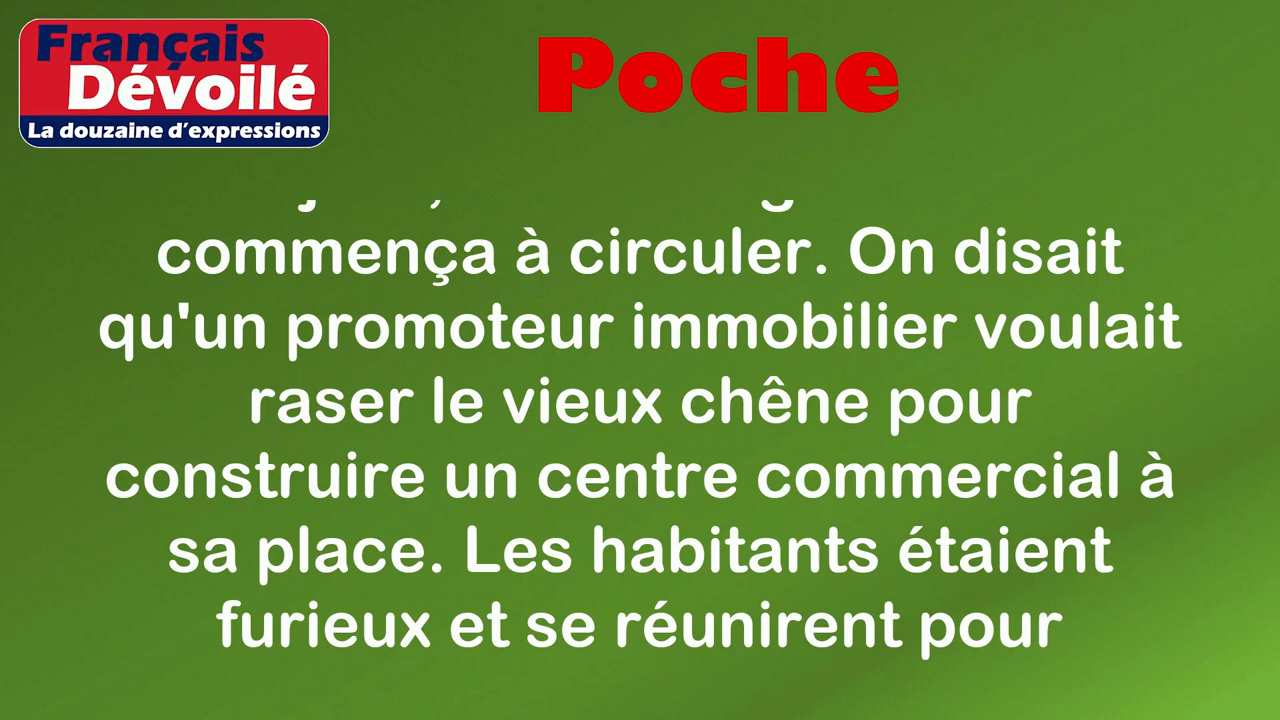 Français
Dévoilé
La douzaine d'expressions
Poche
commença à circuler. On disait
qu'un promoteur immobilier voulait
raser le vieux chêne pour
construire un centre commercial à
sa place. Les habitants étaient
furieux et se réunirent pour